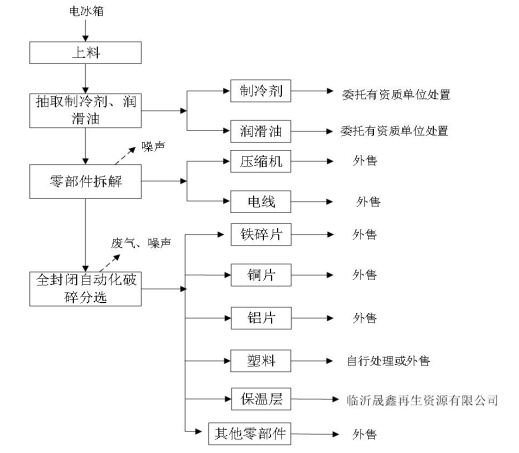 电冰箱
上料
抽取制冷剂、润
滑油
制冷剂
委托有资质单位处置
润滑油
委托有资质单位处置
噪声
零部件拆解
压缩机
外售
电线
外售
废气、噪声
全封闭自动化破
碎分选
铁碎片
外售
铜片
外售
铝片
外售
塑料
自行处理或外售
保温层
临沂晟鑫再生资源有限公司
其他零部件
外售